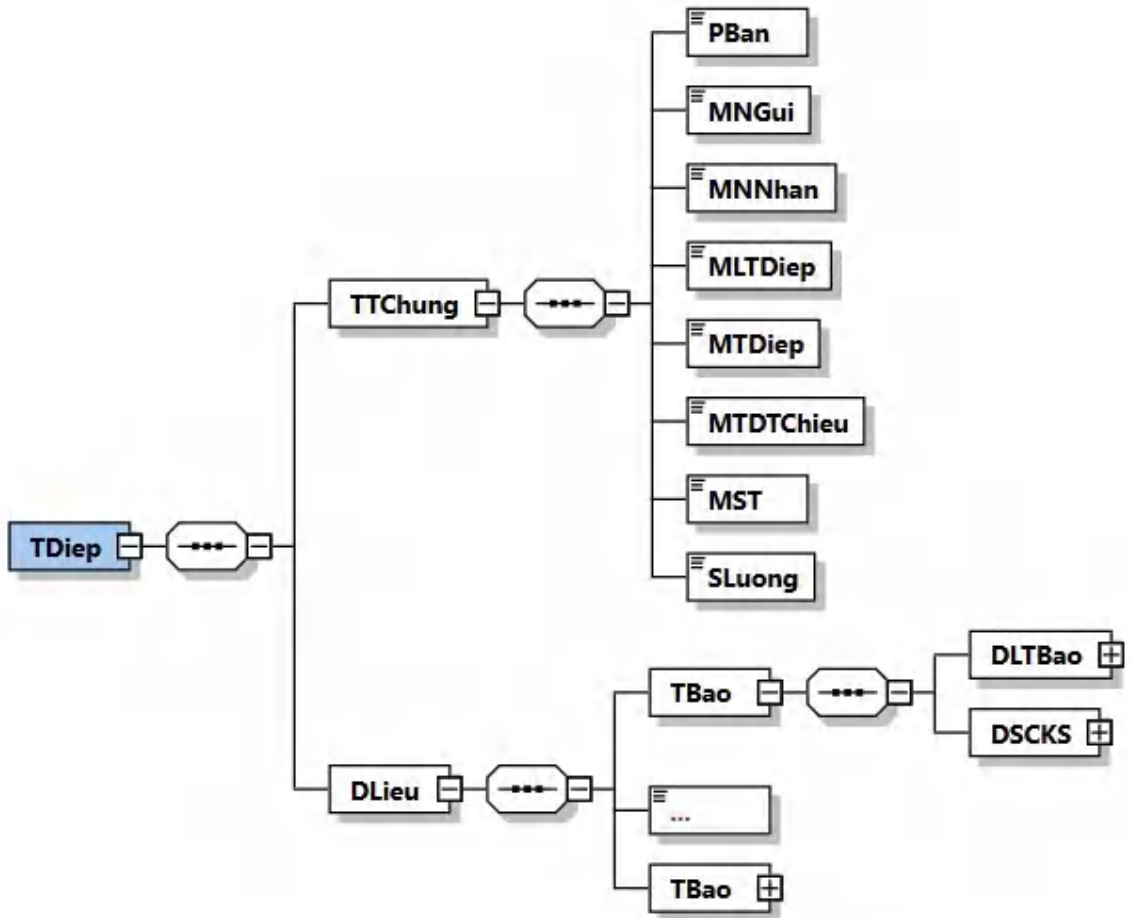 PBan
MNGui
MNNhan
MLTDiep
TTChung
MTDiep
MTDTChieu
MST
TDiep
SLuong
DLTBao
TBao
DSCKS
DLieu
...
TBao